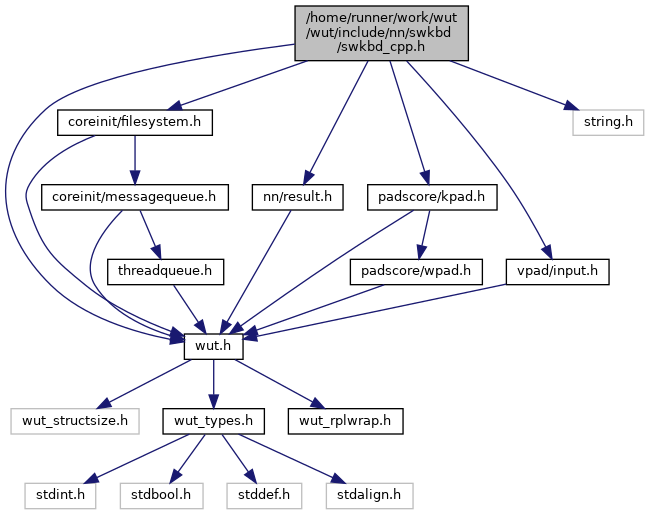 /home/runner/work/wut
/wut/include/nn/swkbd
/swkbd_cpp.h
coreinit/filesystem.h
string.h
coreinit/messagequeue.h
nn/result.h
padscore/kpad.h
threadqueue.h
padscore/wpad.h
vpad/input.h
wut.h
wut_structsize.h
wut_types.h
wut_rplwrap.h
stdint.h
stdbool.h
stddef.h
stdalign.h